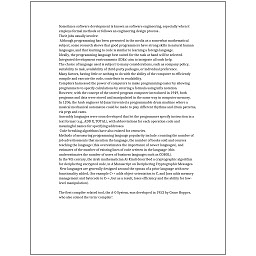 Sometimes software development is known as software engineering, especially when it
employs formal methods or follows an engineering design process.
There jobs usually involve:
Although programming has been presented in the media as a somewhat mathematical
subject, some research shows that good programmers have strong skills in natural human
languages, and that learning to code is similar to learning a foreign language.
Ideally, the programming language best suited for the task at hand will be selected.
Integrated development environments (IDEs) aim to integrate all such help.
The choice of language used is subject to many considerations, such as company policy,
suitability to task, availability of third-party packages, or individual preference.
Many factors, having little or nothing to do with the ability of the computer to efficiently
compile and execute the code, contribute to readability.
Compilers harnessed the power of computers to make programming easier by allowing
programmers to specify calculations by entering a formula using infix notation.
However, with the concept of the stored-program computer introduced in 1949, both
programs and data were stored and manipulated in the same way in computer memory.
In 1206, the Arab engineer Al-Jazari invented a programmable drum machine where a
musical mechanical automaton could be made to play different rhythms and drum patterns,
via pegs and cams.
Assembly languages were soon developed that let the programmer specify instruction in a
text format (e.g., ADD X, TOTAL), with abbreviations for each operation code and
meaningful names for specifying addresses.
Code-breaking algorithms have also existed for centuries.
Methods of measuring programming language popularity include: counting the number of
job advertisements that mention the language, the number of books sold and courses
teaching the language (this overestimates the importance of newer languages), and
estimates of the number of existing lines of code written in the language (this
underestimates the number of users of business languages such as COBOL).
In the 9th century, the Arab mathematician Al-Kindi described a cryptographic algorithm
for deciphering encrypted code, in A Manuscript on Deciphering Cryptographic Messages.
New languages are generally designed around the syntax of a prior language with new
functionality added, (for example C++ adds object-orientation to C, and Java adds memory
management and bytecode to C++, but as a result, loses efficiency and the ability for low-
level manipulation).
The first compiler related tool, the A-0 System, was developed in 1952 by Grace Hopper,
who also coined the term 'compiler'.